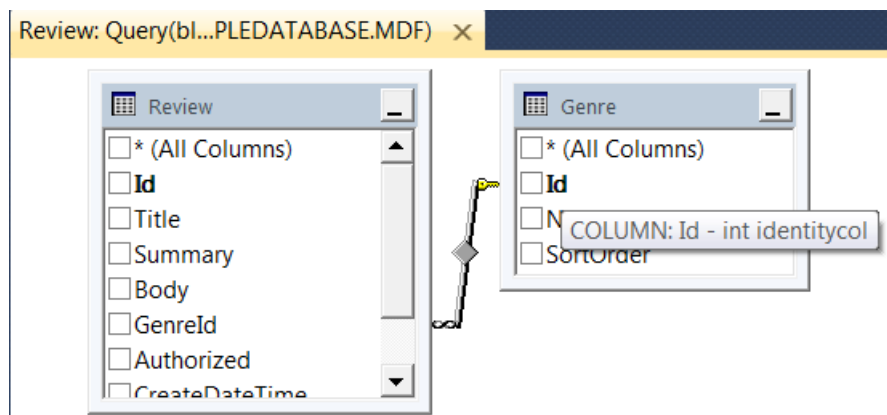 Review: Query(bl...PLEDATABASE.MDF) ×
Review
* (All Columns)
Id
Title
Summary
Body
GenreId
Authorized
CreateDateTime
Genre
* (All Columns)
Id
N
COLUMN: Id - int identitycol
SortOrder